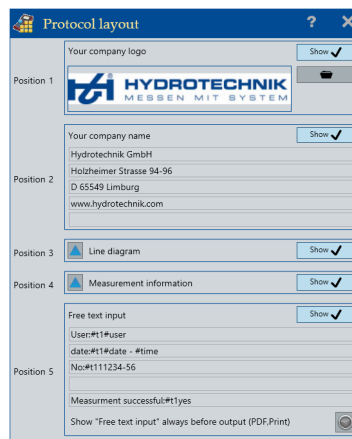 Protocol layout ?
Your company logo Show
Position 1
HYDROTECHNIK
MESSEN MIT SYSTEM
Your company name Show
Hydrotechnik GmbH
Holzheimer Strasse 94-96
Position 2
D 65549 Limburg
www.hydrotechnik.com
Position 3 Line diagram Show
Position 4 Measurement information Show
Free text input Show
User:#t1#user
date:#t1#date - #time
No:#t111234-56
Position 5
Measurment successful:#t1yes
Show "Free text input" always before output (PDF,Print)